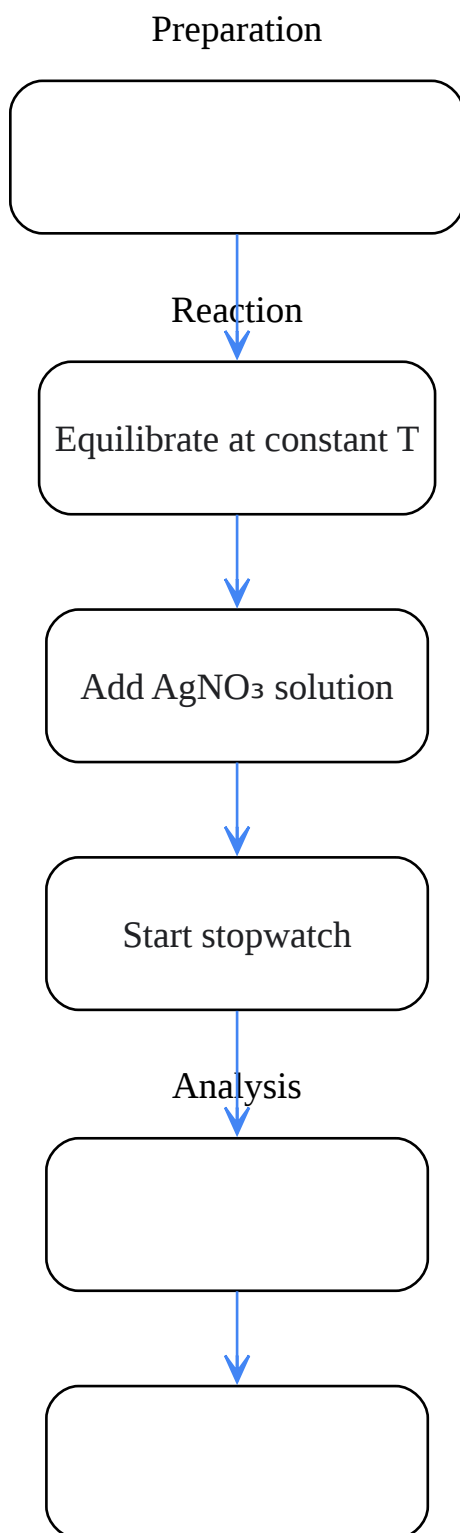 Preparation
Reaction
Equilibrate at constant T
Add AgNO₃ solution
Start stopwatch
Analysis